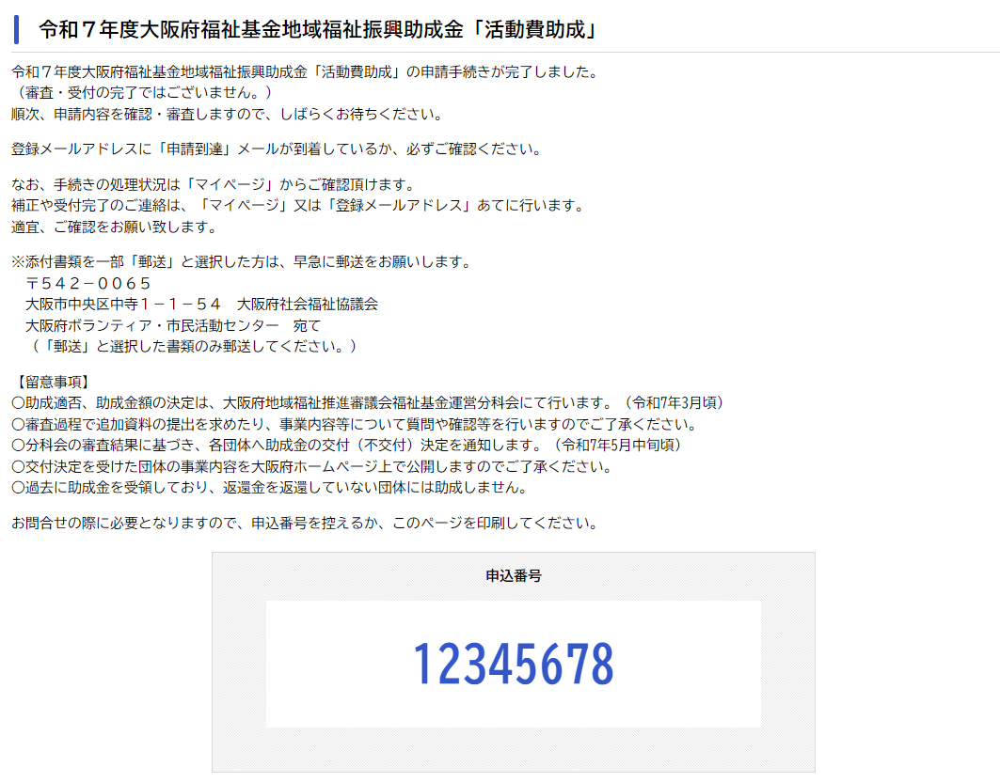 令和７年度大阪府福祉基金地域福祉振興助成金「活動費助成」
令和７年度大阪府福祉基金地域福祉振興助成金「活動費助成」の申請手続きが完了しました。
（審査・受付の完了ではございません。）
順次、申請内容を確認・審査しますので、しばらくお待ちください。
登録メールアドレスに「申請到達」メールが到着しているか、必ずご確認ください。
なお、手続きの処理状況は「マイページ」からご確認頂けます。
補正や受付完了のご連絡は、「マイページ」又は「登録メールアドレス」あてに行います。
適宜、ご確認をお願い致します。
※添付書類を一部「郵送」と選択した方は、早急に郵送をお願いします。
〒５４２－００６５
大阪市中央区中寺１－１－５４　大阪府社会福祉協議会
大阪府ボランティア・市民活動センター　宛て
（「郵送」と選択した書類のみ郵送してください。）
【留意事項】
○助成適否、助成金額の決定は、大阪府地域福祉推進審議会福祉基金運営分科会にて行います。（令和7年3月頃）
○審査過程で追加資料の提出を求めたり、事業内容等について質問や確認等を行いますのでご了承ください。
○分科会の審査結果に基づき、各団体へ助成金の交付（不交付）決定を通知します。（令和7年5月中旬頃）
○交付決定を受けた団体の事業内容を大阪府ホームページ上で公開しますのでご了承ください。
○過去に助成金を受領しており、返還金を返還していない団体には助成しません。
お問合せの際に必要となりますので、申込番号を控えるか、このページを印刷してください。
申込番号
12345678